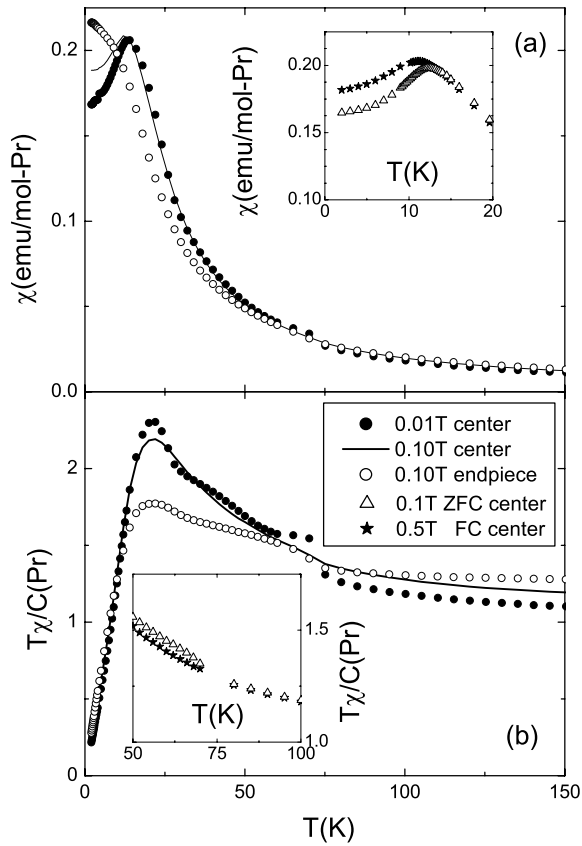 (a)
0.2
0.1
0.0
χ(emu/mol-Pr)
0.20
0.15
0.10
χ(emu/mol-Pr)
T(K)
0 10 20
0.01T center
0.10T center
0.10T endpiece
0.1T ZFC center
0.5T FC center
2
1
0
Tχ/C(Pr)
1.5
1.0
Tχ/C(Pr)
T(K)
50 75 100
(b)
0 50 100 150
T(K)